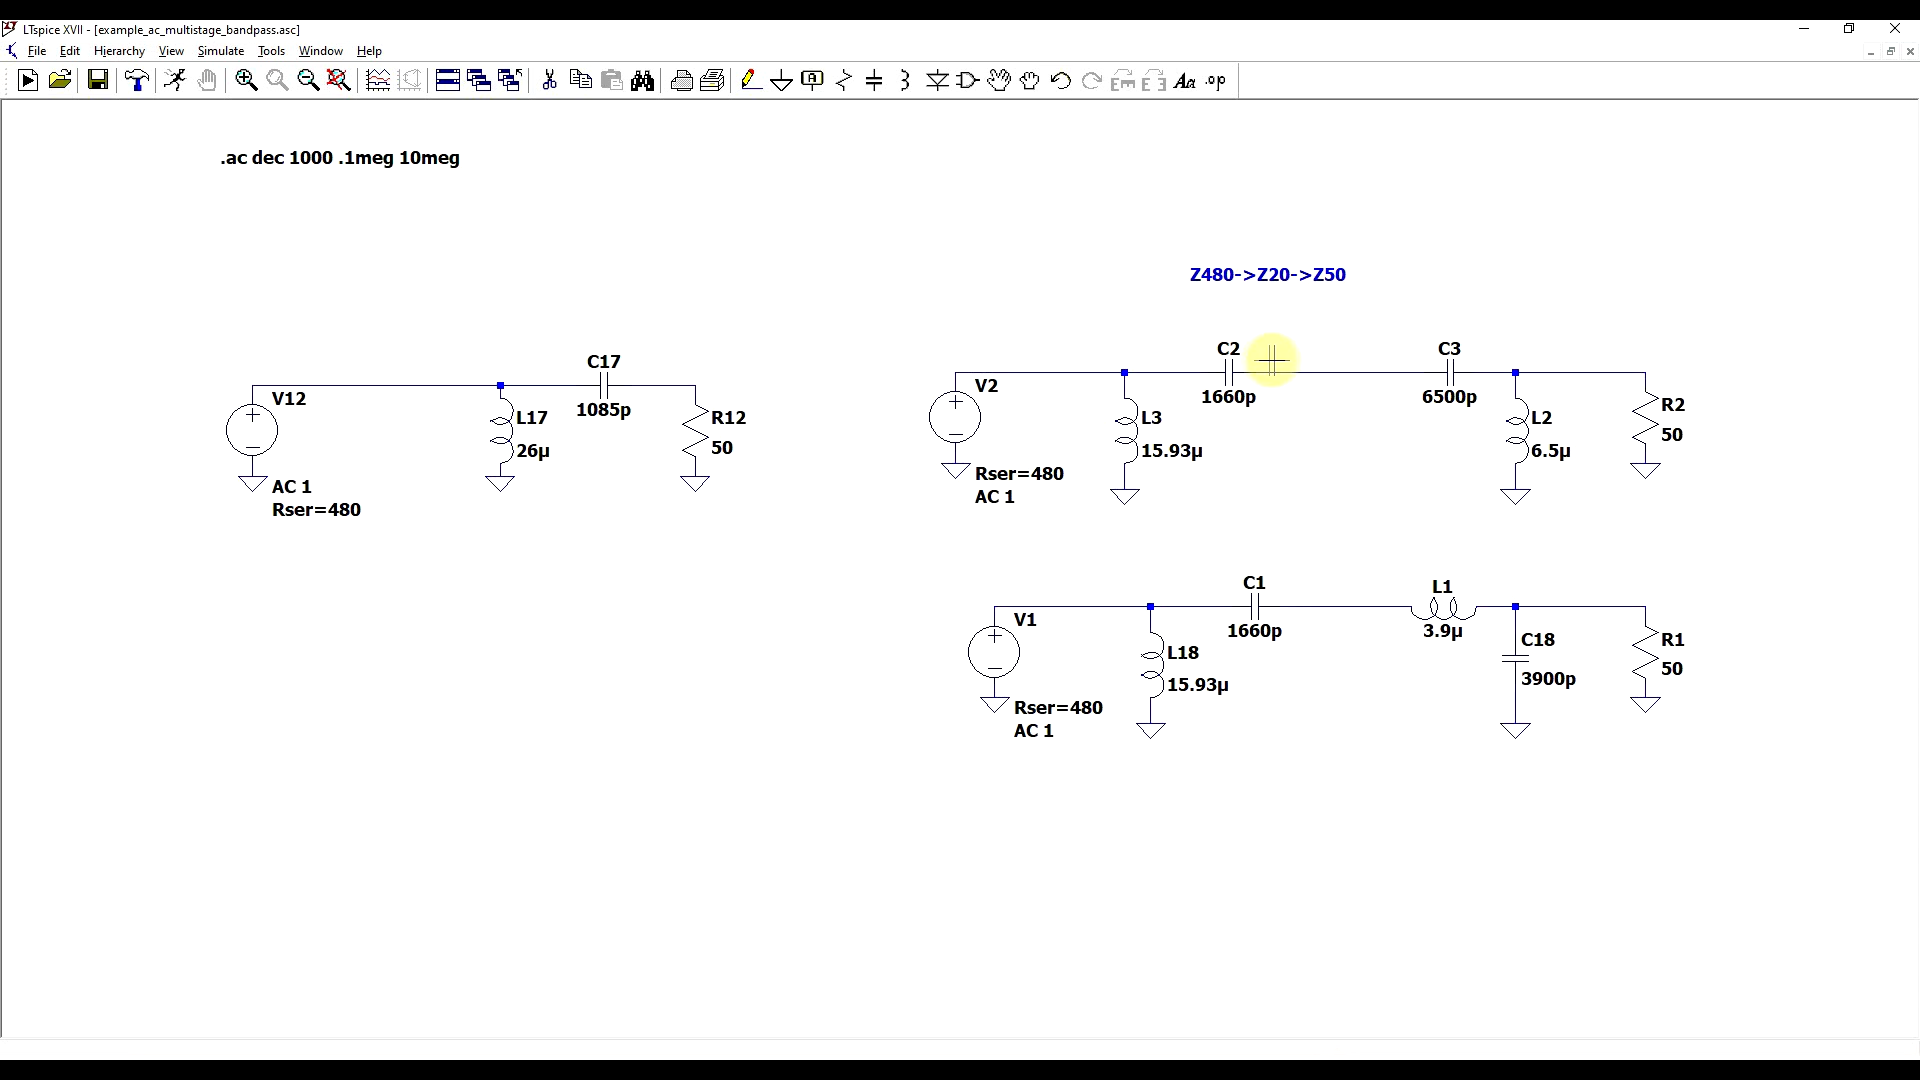 LTspice XVII - [example_ac_multistage_bandpass.asc]
File Edit Hierarchy View Simulate Tools Window Help
.ac dec 1000 .1meg 10meg
Z480->Z20->Z50
C17
1085p
V12
L17
26µ
R12
50
AC 1
Rser=480
C2
1660p
C3
6500p
V2
L3
15.93µ
L2
6.5µ
R2
50
Rser=480
AC 1
C1
1660p
L1
3.9µ
V1
L18
15.93µ
C18
3900p
R1
50
Rser=480
AC 1